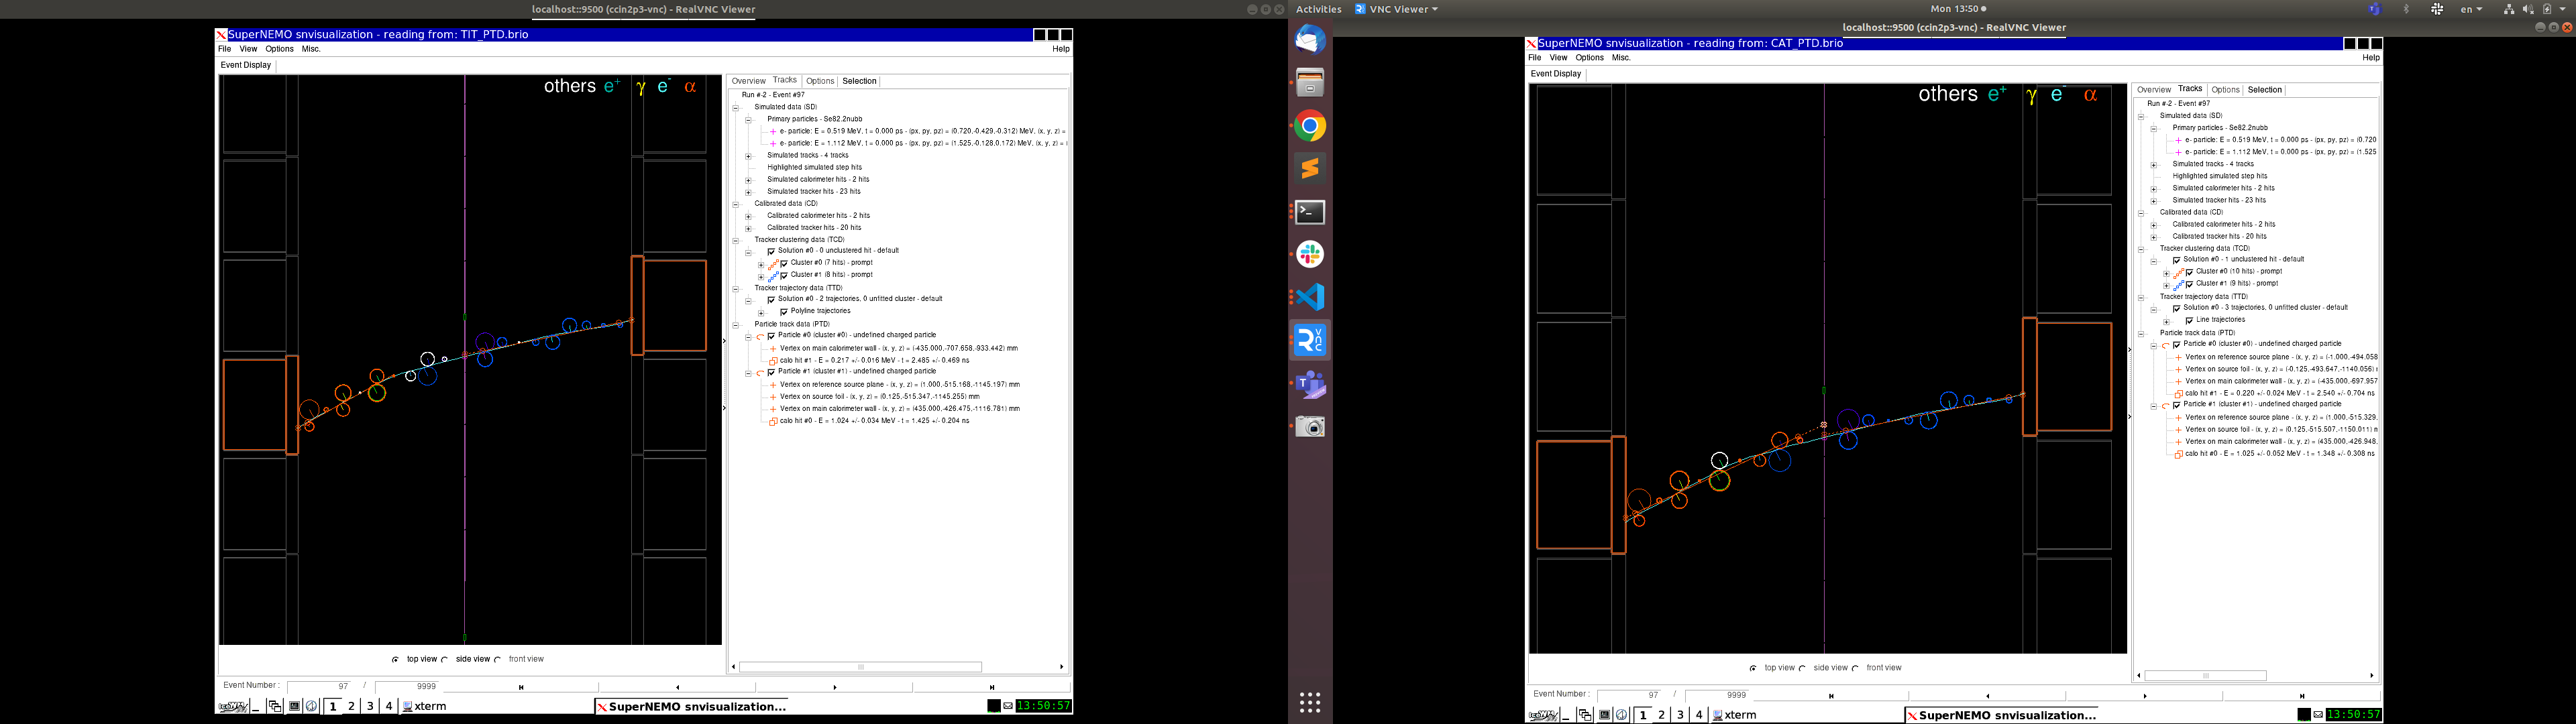 localhost::9500 (ccin2p3-vnc) - RealVNC Viewer
SuperNEMO snvisualization - reading from: TIT_PTD.brio
File View Options Misc. Help
Event Display
others e+ γ e- α
Overview Tracks Options Selection
Run #-2 - Event #97
Simulated data (SD)
Primary particles - Se82.2nubb
e- particle: E = 0.519 MeV, t = 0.000 ps - (px, py, pz) = (0.720,-0.429,-0.312) MeV, (x, y, z) =
e- particle: E = 1.112 MeV, t = 0.000 ps - (px, py, pz) = (1.525,-0.128,0.172) MeV, (x, y, z) =
Simulated tracks - 4 tracks
Highlighted simulated step hits
Simulated calorimeter hits - 2 hits
Simulated tracker hits - 23 hits
Calibrated data (CD)
Calibrated calorimeter hits - 2 hits
Calibrated tracker hits - 20 hits
Tracker clustering data (TCD)
Solution #0 - 0 unclustered hit - default
Cluster #0 (7 hits) - prompt
Cluster #1 (8 hits) - prompt
Tracker trajectory data (TTD)
Solution #0 - 2 trajectories, 0 unfitted cluster - default
Polyline trajectories
Particle track data (PTD)
Particle #0 (cluster #0) - undefined charged particle
Vertex on main calorimeter wall - (x, y, z) = (-435.000,-707.658,-933.442) mm
calo hit #1 - E = 0.217 +/- 0.016 MeV - t = 2.485 +/- 0.469 ns
Particle #1 (cluster #1) - undefined charged particle
Vertex on reference source plane - (x, y, z) = (1.000,-515.168,-1145.197) mm
Vertex on source foil - (x, y, z) = (0.125,-515.347,-1145.255) mm
Vertex on main calorimeter wall - (x, y, z) = (435.000,-426.475,-1116.781) mm
calo hit #0 - E = 1.024 +/- 0.034 MeV - t = 1.425 +/- 0.204 ns
top view side view front view
Event Number : 97 / 9999
1 2 3 4 xterm SuperNEMO snvisualization... 13:50:57
Activities VNC Viewer Mon 13:50 en
localhost::9500 (ccin2p3-vnc) - RealVNC Viewer
SuperNEMO snvisualization - reading from: CAT_PTD.brio
File View Options Misc. Help
Event Display
others e+ γ e- α
Overview Tracks Options Selection
Run #-2 - Event #97
Simulated data (SD)
Primary particles - Se82.2nubb
e- particle: E = 0.519 MeV, t = 0.000 ps - (px, py, pz) = (0.720
e- particle: E = 1.112 MeV, t = 0.000 ps - (px, py, pz) = (1.525
Simulated tracks - 4 tracks
Highlighted simulated step hits
Simulated calorimeter hits - 2 hits
Simulated tracker hits - 23 hits
Calibrated data (CD)
Calibrated calorimeter hits - 2 hits
Calibrated tracker hits - 20 hits
Tracker clustering data (TCD)
Solution #0 - 1 unclustered hit - default
Cluster #0 (10 hits) - prompt
Cluster #1 (9 hits) - prompt
Tracker trajectory data (TTD)
Solution #0 - 3 trajectories, 0 unfitted cluster - default
Line trajectories
Particle track data (PTD)
Particle #0 (cluster #0) - undefined charged particle
Vertex on reference source plane - (x, y, z) = (-1.000,-494.058
Vertex on source foil - (x, y, z) = (-0.125,-493.647,-1140.056)
Vertex on main calorimeter wall - (x, y, z) = (-435.000,-697.957
calo hit #1 - E = 0.220 +/- 0.024 MeV - t = 2.540 +/- 0.704 ns
Particle #1 (cluster #1) - undefined charged particle
Vertex on reference source plane - (x, y, z) = (1.000,-515.329,
Vertex on source foil - (x, y, z) = (0.125,-515.507,-1150.011)
Vertex on main calorimeter wall - (x, y, z) = (435.000,-426.948,
calo hit #0 - E = 1.025 +/- 0.052 MeV - t = 1.348 +/- 0.308 ns
top view side view front view
Event Number : 97 / 9999
1 2 3 4 xterm SuperNEMO snvisualization... 13:50:57